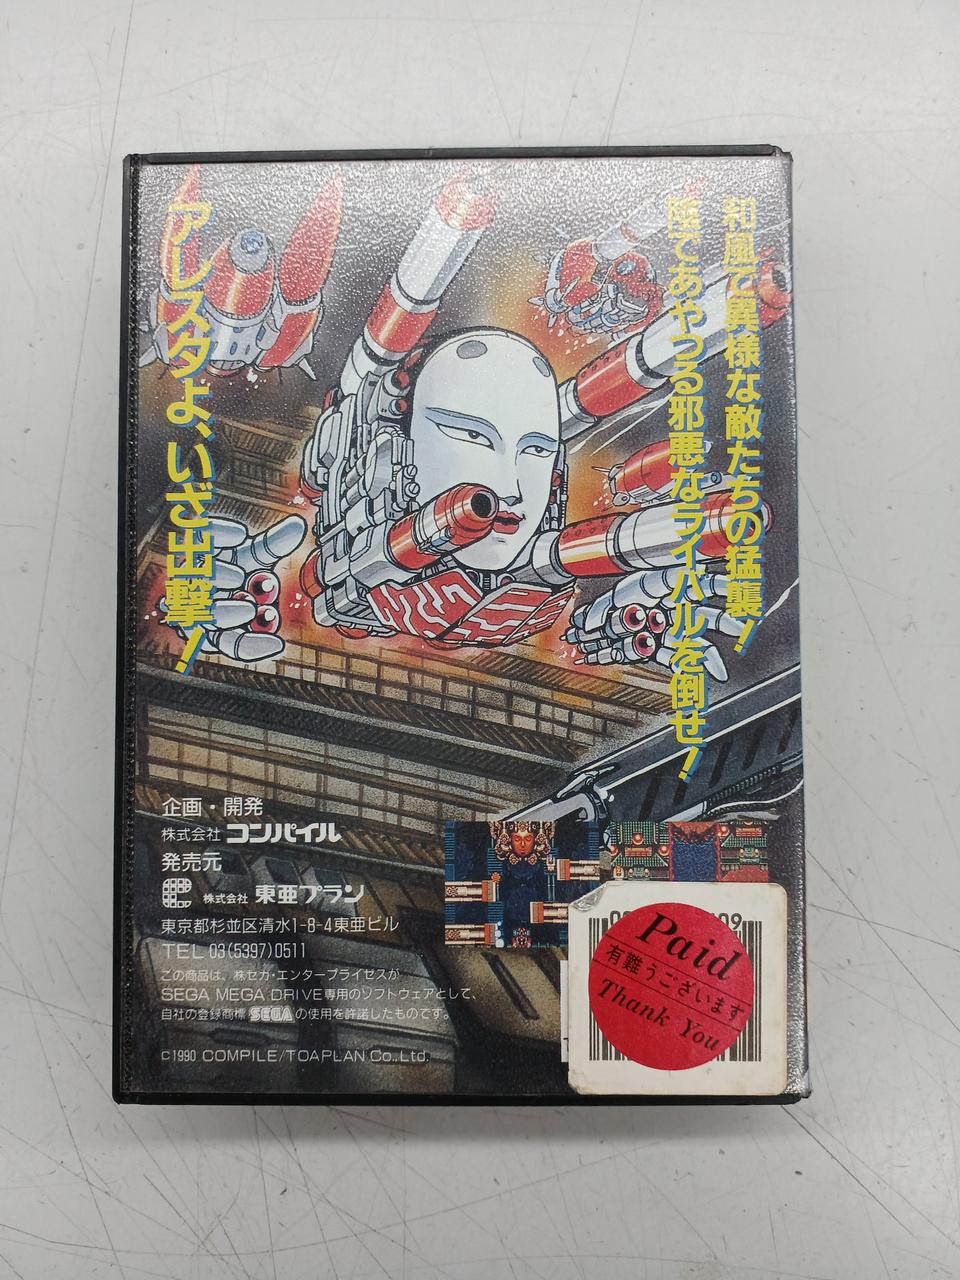 和風で異様な敵たちの猛襲！
陰であやつる邪悪なライバルを倒せ！
アレスタよ、いざ出撃！
企画・開発
株式会社 コンパイル
発売元
株式会社 東亜プラン
東京都杉並区清水1-8-4東亜ビル
TEL 03(5397)0511
この商品は、㈱セガ・エンタープライゼスが
SEGA MEGA DRIVE専用のソフトウェアとして、
自社の登録商標 SEGA の使用を許諾したものです。
©1990 COMPILE/TOAPLAN Co.,Ltd.
Paid
有難うございます
Thank You